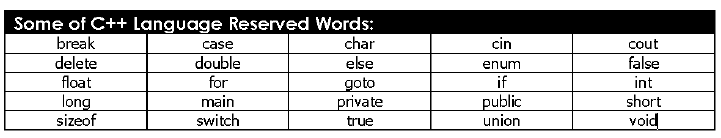 Some of C++ Language Reserved Words:
break case char cin cout
delete double else enum false
float for goto if int
long main private public short
sizeof switch true union void